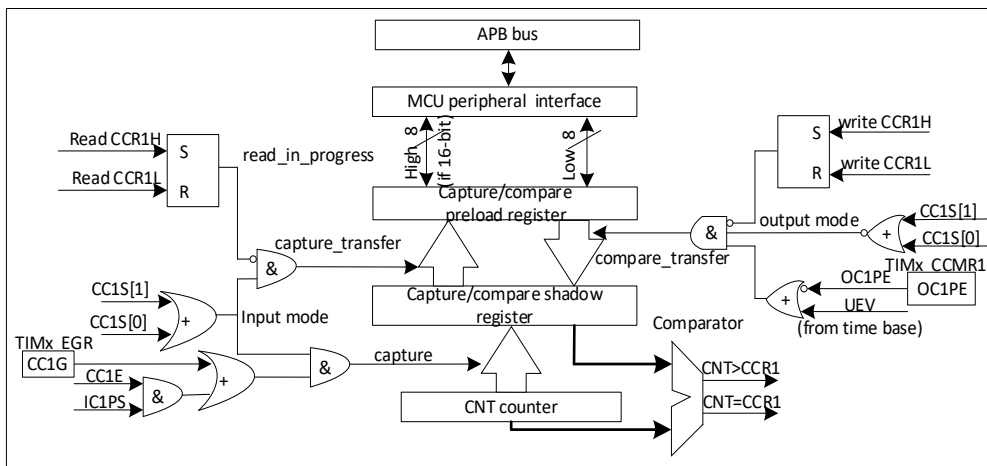 APB bus
MCU peripheral interface
Read CCR1H
S
Read CCR1L
R
read_in_progress
High
8
(if 16-bit)
Low
8
S
write CCR1H
R
write CCR1L
Capture/compare
preload register
capture_transfer
&
compare_transfer
&
output mode
+
CC1S[1]
CC1S[0]
TIMx_CCMR1
OC1PE
OC1PE
+
UEV
(from time base)
CC1S[1]
CC1S[0]
+
Input mode
Capture/compare shadow
register
Comparator
TIMx_EGR
CC1G
CC1E
IC1PS
&
+
&
capture
CNT counter
CNT>CCR1
CNT=CCR1